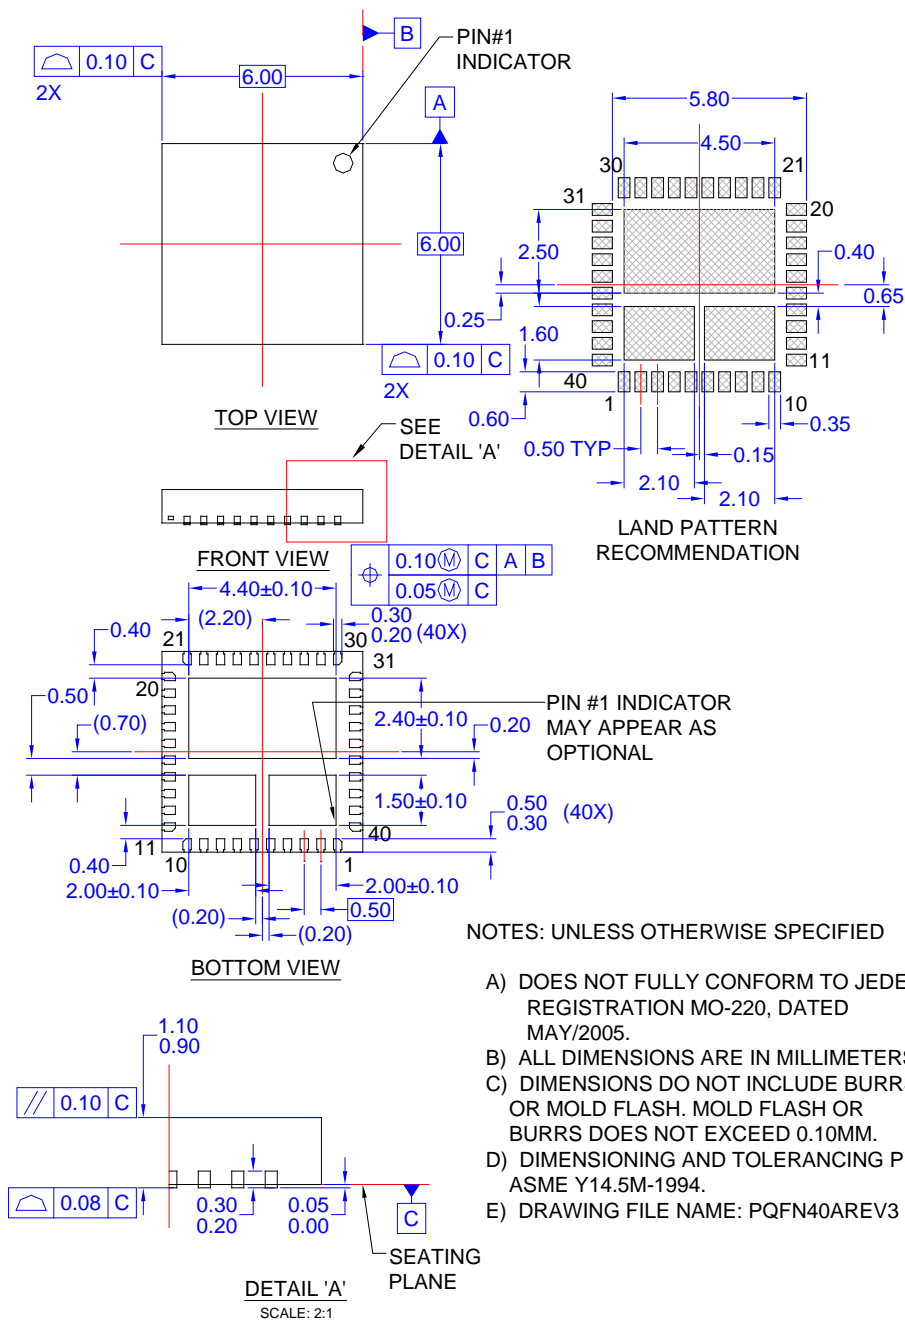 B
PIN#1
INDICATOR
0.10 C
2X
6.00
A
6.00
0.10 C
2X
TOP VIEW
5.80
4.50
30
21
31
20
2.50
0.40
0.65
0.25
1.60
40
11
1
10
0.60
0.35
0.50 TYP
0.15
2.10
2.10
LAND PATTERN
RECOMMENDATION
SEE
DETAIL 'A'
FRONT VIEW
0.10 M C A B
0.05 M C
4.40±0.10
(2.20)
0.30
0.20 (40X)
0.40
21
30
31
20
0.50
(0.70)
2.40±0.10
0.20
PIN #1 INDICATOR
MAY APPEAR AS
OPTIONAL
1.50±0.10
0.50
0.30 (40X)
40
11
10
1
0.40
2.00±0.10
2.00±0.10
(0.20)
0.50
(0.20)
BOTTOM VIEW
NOTES: UNLESS OTHERWISE SPECIFIED
A) DOES NOT FULLY CONFORM TO JEDE
REGISTRATION MO-220, DATED
MAY/2005.
B) ALL DIMENSIONS ARE IN MILLIMETERS
C) DIMENSIONS DO NOT INCLUDE BURR
OR MOLD FLASH. MOLD FLASH OR
BURRS DOES NOT EXCEED 0.10MM.
D) DIMENSIONING AND TOLERANCING P
ASME Y14.5M-1994.
E) DRAWING FILE NAME: PQFN40AREV3
1.10
0.90
// 0.10 C
0.08 C
0.30
0.20
0.05
0.00
C
SEATING
PLANE
DETAIL 'A'
SCALE: 2:1